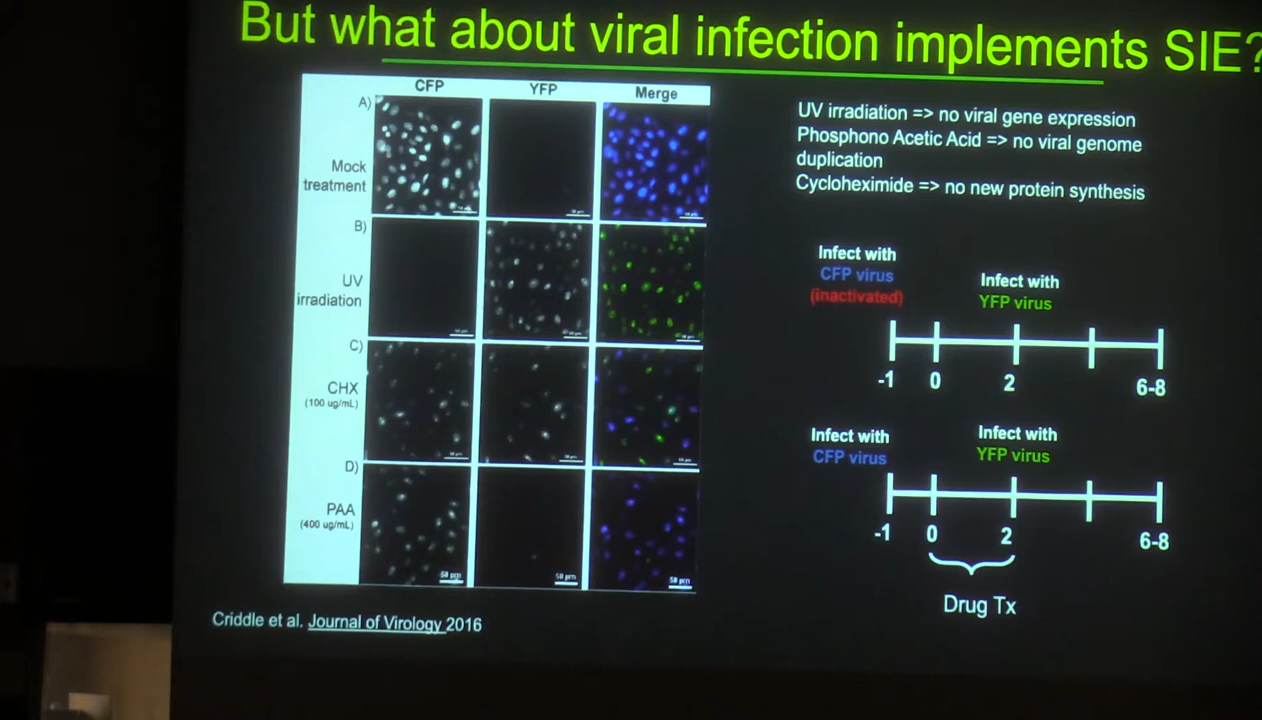 But what about viral infection implements SIE?
CFP YFP Merge
A)
Mock
treatment
B)
UV
irradiation
C)
CHX
(100 ug/mL)
D)
PAA
(400 ug/mL)
50 µm 50 µm 50 µm
Criddle et al. Journal of Virology 2016
UV irradiation => no viral gene expression
Phosphono Acetic Acid => no viral genome
duplication
Cycloheximide => no new protein synthesis
Infect with
CFP virus
(inactivated)
Infect with
YFP virus
-1 0 2 6-8
Infect with
CFP virus
Infect with
YFP virus
-1 0 2 6-8
Drug Tx